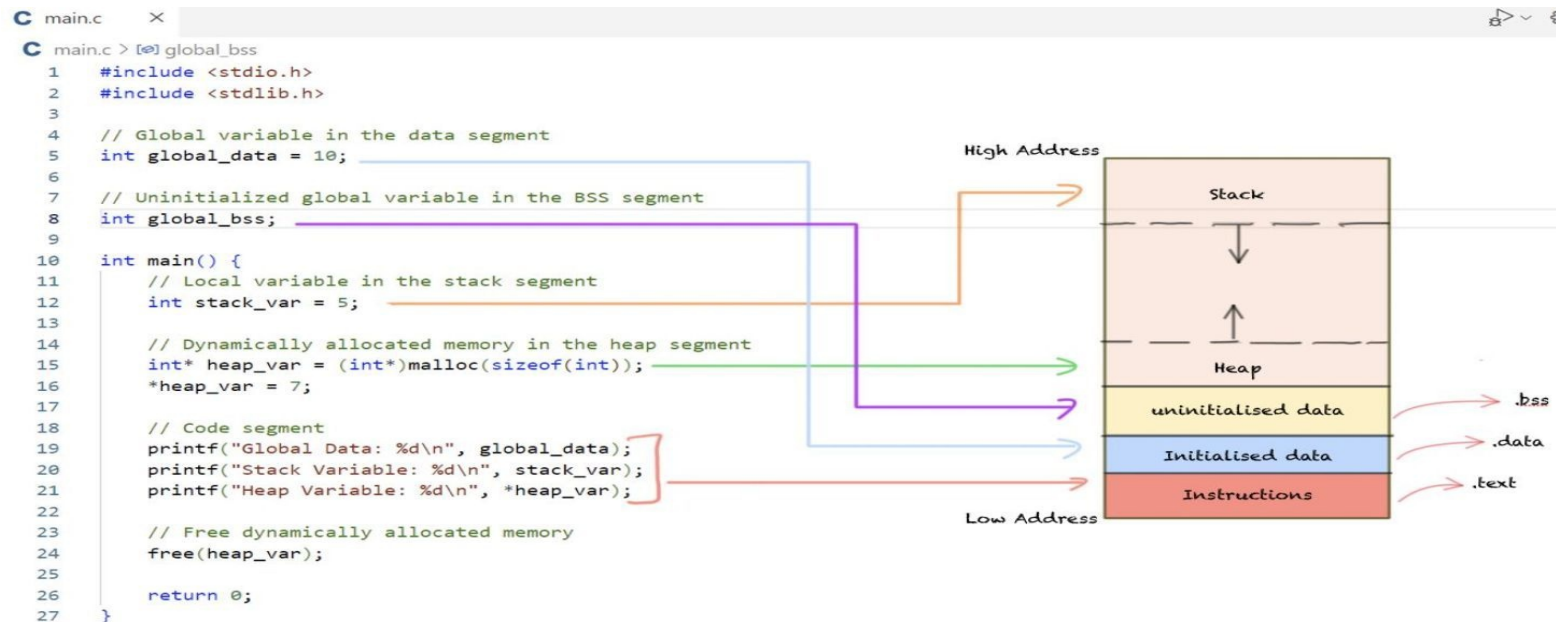 C main.c
C main.c > global_bss
1 #include <stdio.h>
2 #include <stdlib.h>
3
4 // Global variable in the data segment
5 int global_data = 10;
6
7 // Uninitialized global variable in the BSS segment
8 int global_bss;
9
10 int main() {
11     // Local variable in the stack segment
12     int stack_var = 5;
13
14     // Dynamically allocated memory in the heap segment
15     int* heap_var = (int*)malloc(sizeof(int));
16     *heap_var = 7;
17
18     // Code segment
19     printf("Global Data: %d\n", global_data);
20     printf("Stack Variable: %d\n", stack_var);
21     printf("Heap Variable: %d\n", *heap_var);
22
23     // Free dynamically allocated memory
24     free(heap_var);
25
26     return 0;
27 }
High Address
Stack
Heap
uninitialised data
.bss
Initialised data
.data
Instructions
.text
Low Address